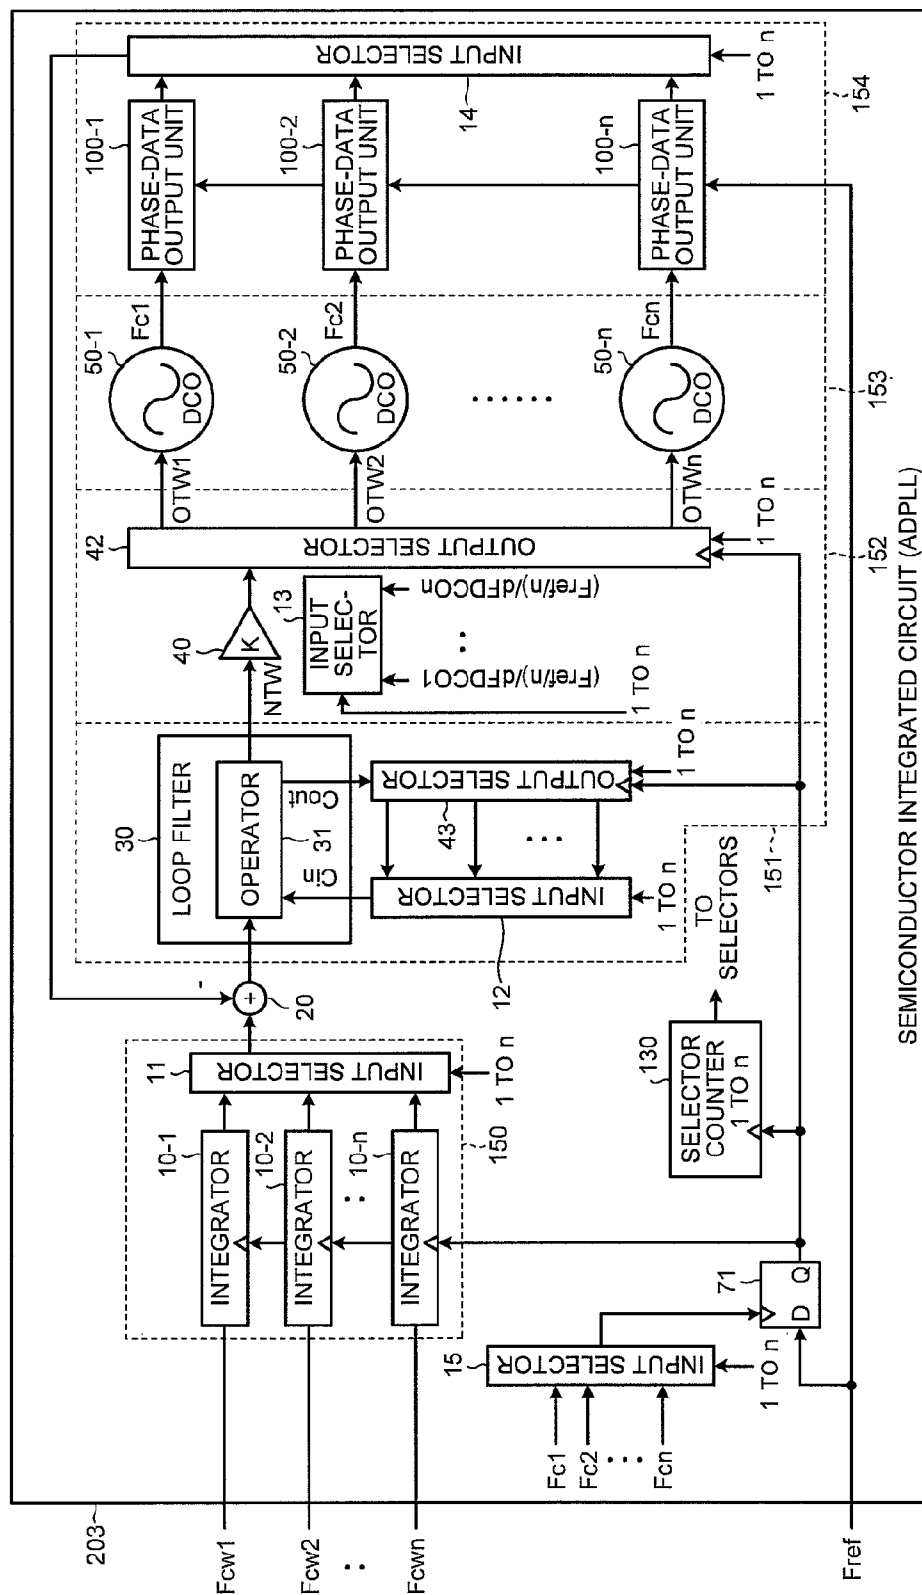 203
Fcw1
Fcw2
Fcwn
10-1
INTEGRATOR
10-2
INTEGRATOR
10-n
INTEGRATOR
11
INPUT SELECTOR
1 TO n
150
-
+
20
30
LOOP FILTER
OPERATOR
31
Cin
Cout
12
INPUT SELECTOR
1 TO n
43
OUTPUT SELECTOR
1 TO n
151
NTW
40
K
13
INPUT
SELEC-
TOR
(Fref/n)/dFDCO1
(Fref/n)/dFDCOn
1 TO n
42
OUTPUT SELECTOR
1 TO n
152
OTW1
OTW2
OTWn
50-1
DCO
50-2
DCO
50-n
DCO
153
Fc1
Fc2
Fcn
100-1
PHASE-DATA
OUTPUT UNIT
100-2
PHASE-DATA
OUTPUT UNIT
100-n
PHASE-DATA
OUTPUT UNIT
14
INPUT SELECTOR
1 TO n
154
15
INPUT SELECTOR
Fc1
Fc2
Fcn
1 TO n
71
D Q
130
SELECTOR
COUNTER
1 TO n
TO
SELECTORS
Fref
SEMICONDUCTOR INTEGRATED CIRCUIT (ADPLL)